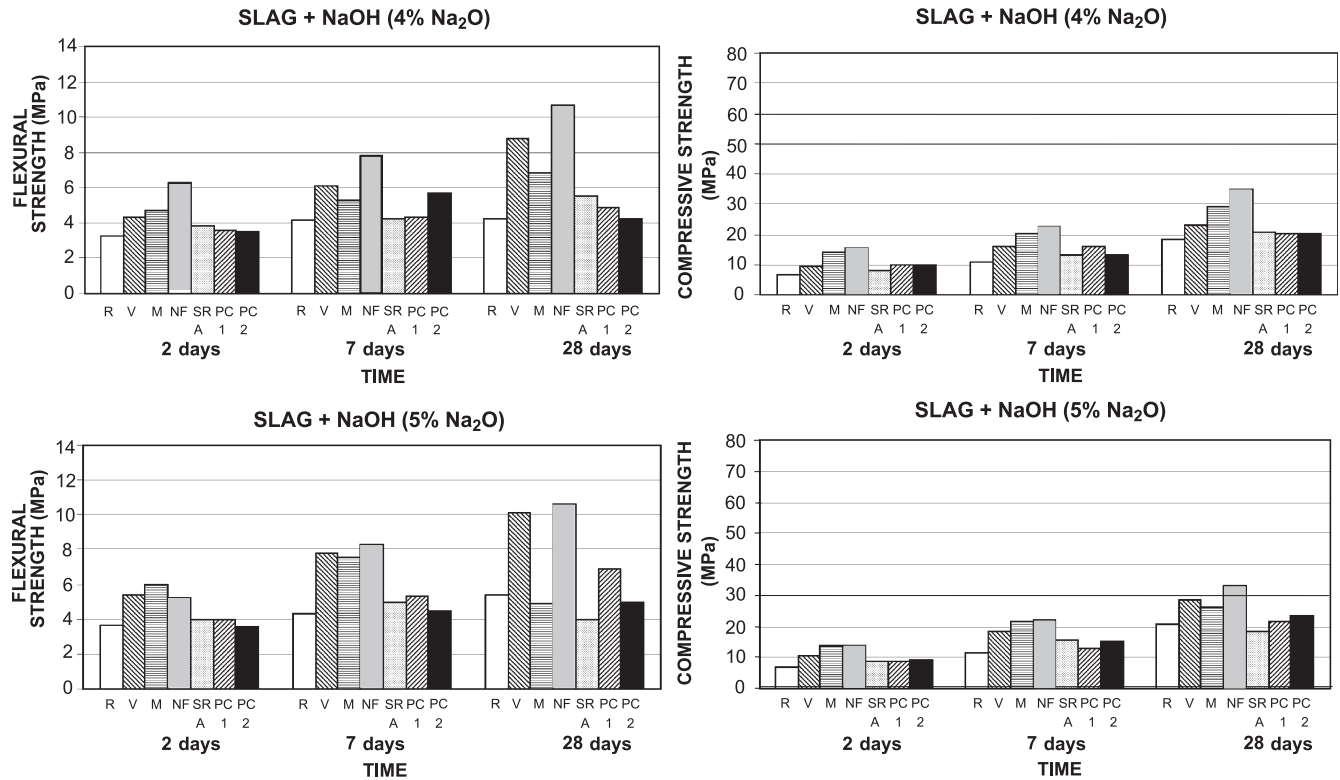 SLAG + NaOH (4% Na₂O)
FLEXURAL
STRENGTH (MPa)
14
12
10
8
6
4
2
0
R V M NF SR PC PC R V M NF SR PC PC R V M NF SR PC PC
A 1 2 A 1 2 A 1 2
2 days 7 days 28 days
TIME
SLAG + NaOH (4% Na₂O)
COMPRESSIVE STRENGTH
(MPa)
80
70
60
50
40
30
20
10
0
R V M NF SR PC PC R V M NF SR PC PC R V M NF SR PC PC
A 1 2 A 1 2 A 1 2
2 days 7 days 28 days
TIME
SLAG + NaOH (5% Na₂O)
FLEXURAL
STRENGTH (MPa)
14
12
10
8
6
4
2
0
R V M NF SR PC PC R V M NF SR PC PC R V M NF SR PC PC
A 1 2 A 1 2 A 1 2
2 days 7 days 28 days
TIME
SLAG + NaOH (5% Na₂O)
COMPRESSIVE STRENGTH
(MPa)
80
70
60
50
40
30
20
10
0
R V M NF SR PC PC R V M NF SR PC PC R V M NF SR PC PC
A 1 2 A 1 2 A 1 2
2 days 7 days 28 days
TIME